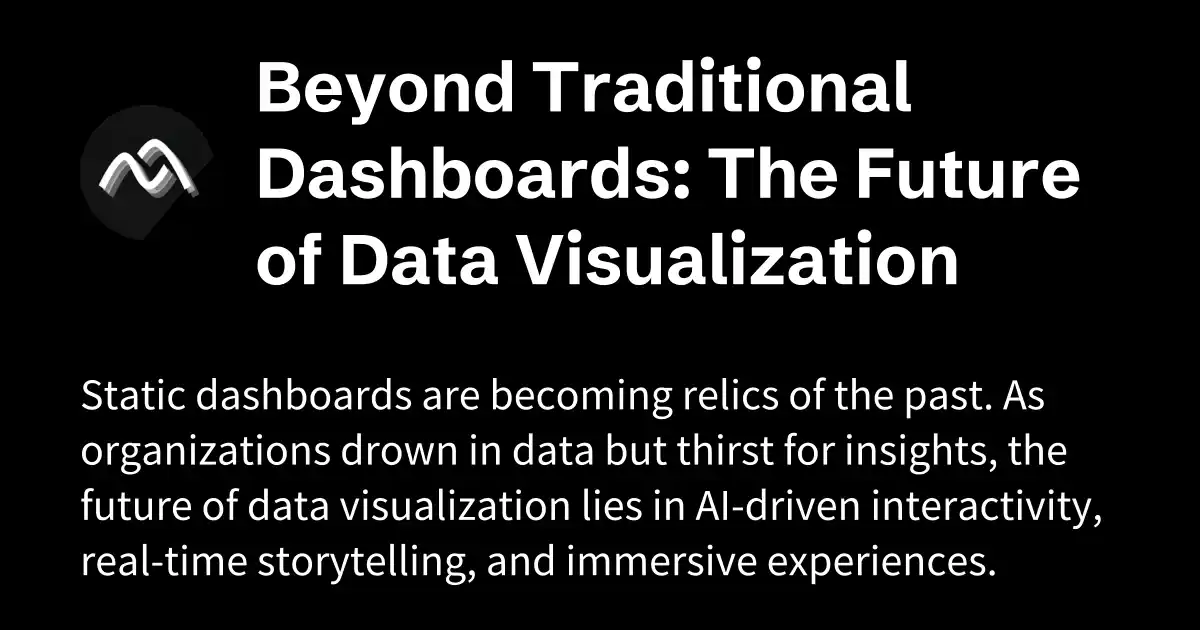 Beyond Traditional
Dashboards: The Future
of Data Visualization
Static dashboards are becoming relics of the past. As
organizations drown in data but thirst for insights, the
future of data visualization lies in AI-driven interactivity,
real-time storytelling, and immersive experiences.